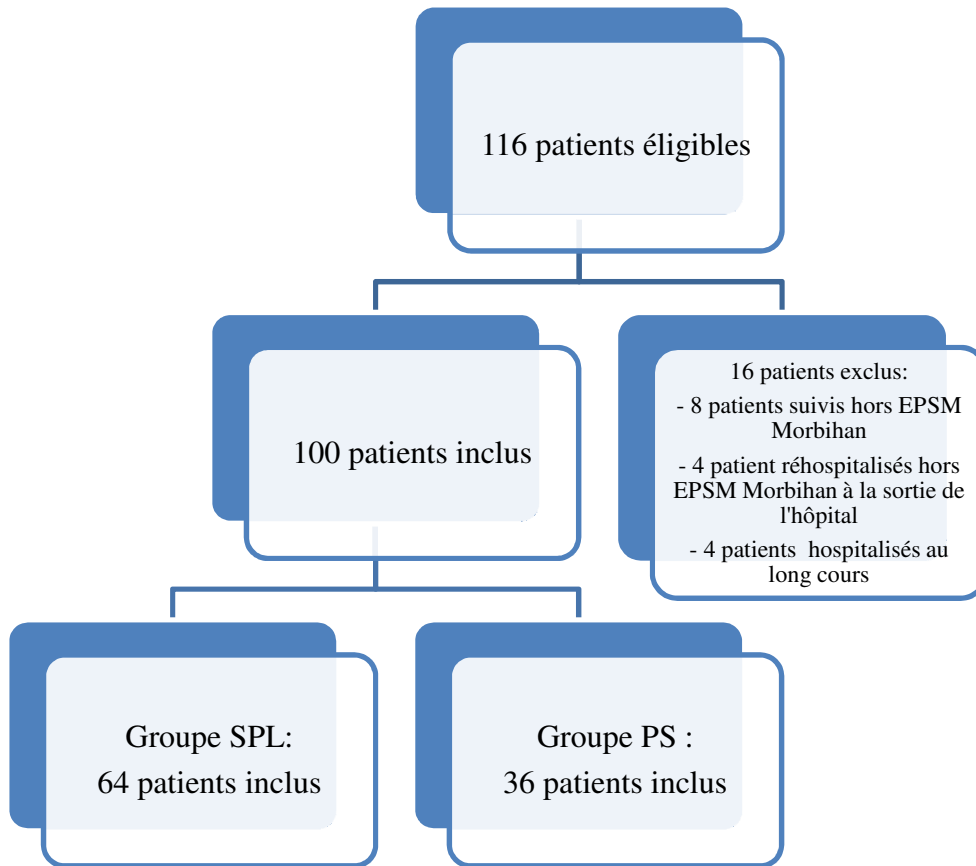 116 patients éligibles
100 patients inclus
16 patients exclus:
- 8 patients suivis hors EPSM
Morbihan
- 4 patient réhospitalisés hors
EPSM Morbihan à la sortie de
l'hôpital
- 4 patients hospitalisés au
long cours
Groupe SPL:
64 patients inclus
Groupe PS :
36 patients inclus